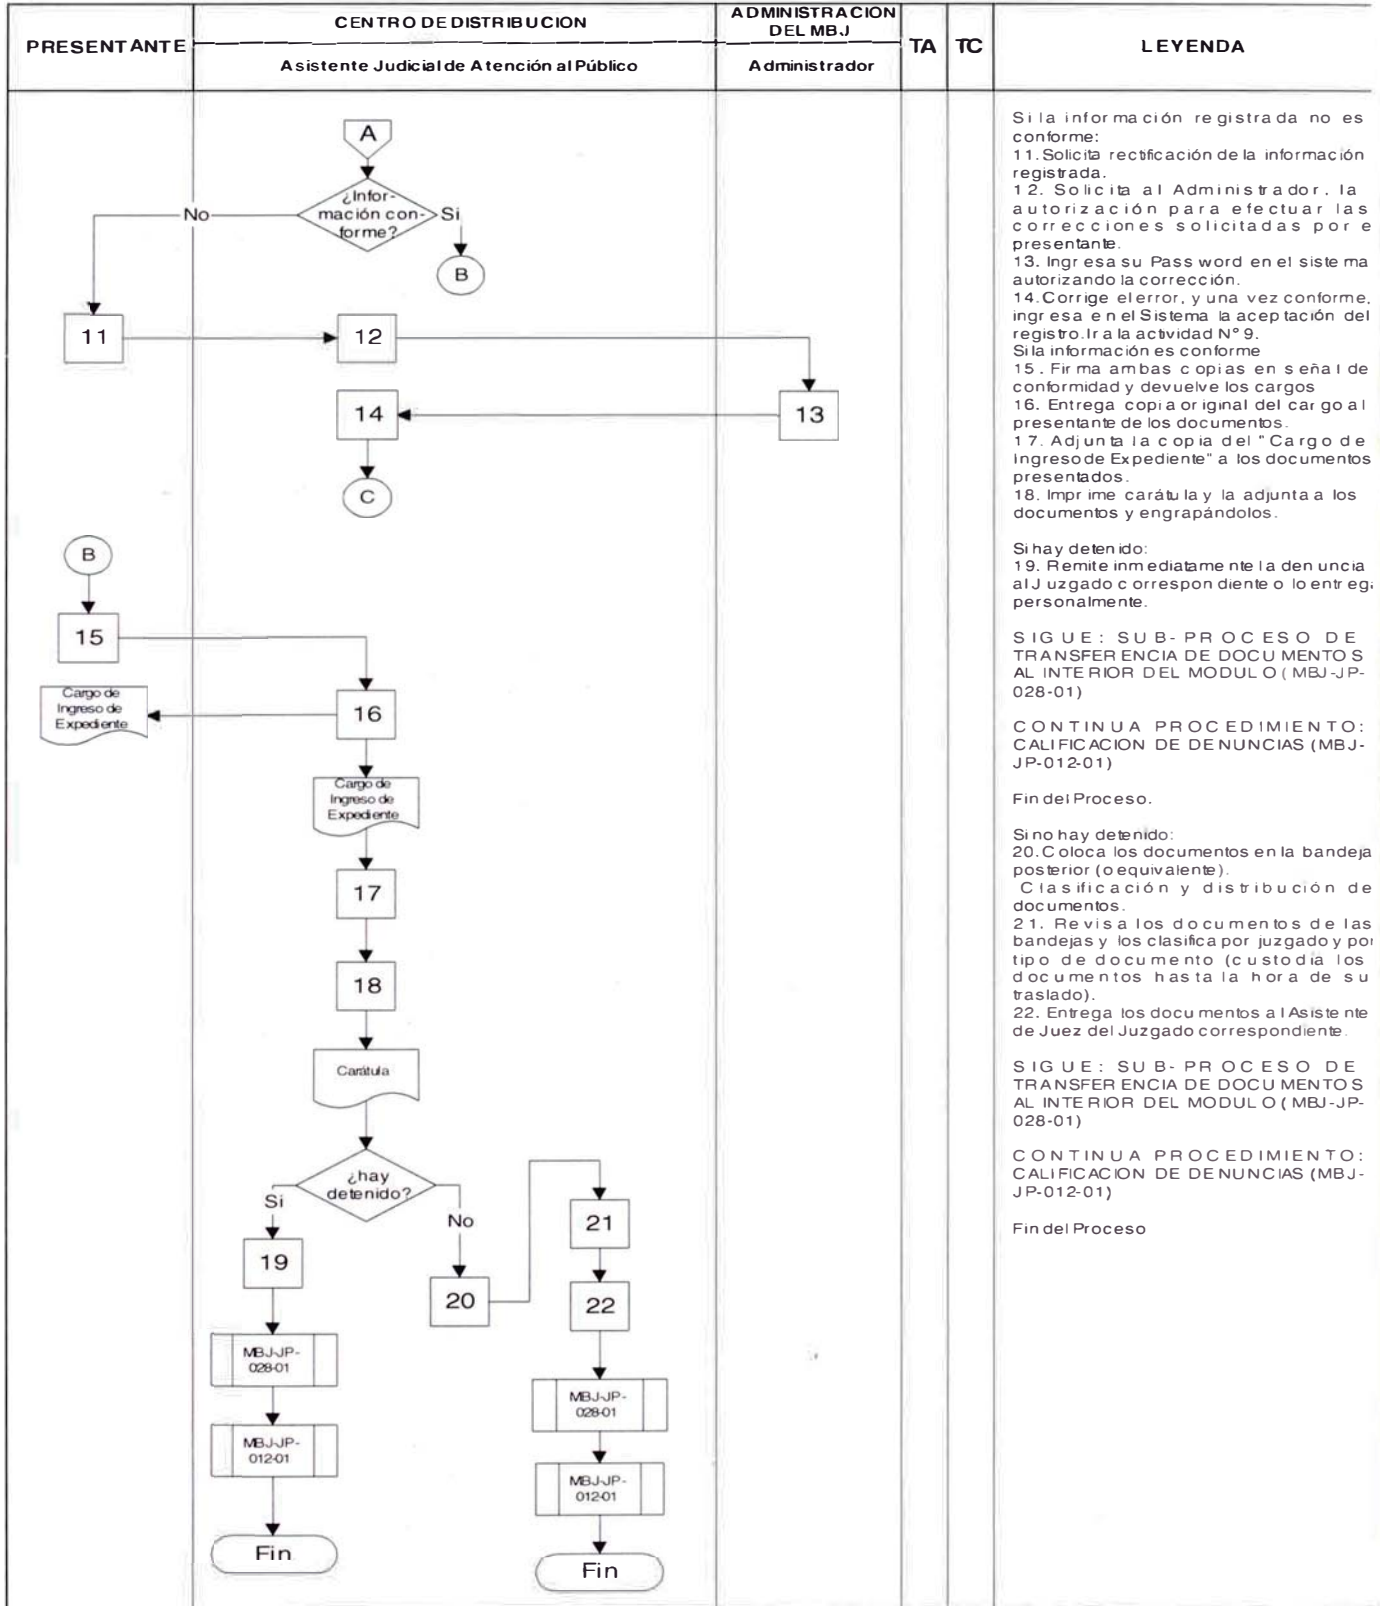 PRESENTANTE
CENTRO DE DISTRIBUCION
Asistente Judicial de Atención al Público
ADMINISTRACION
DEL MBJ
Administrador
TA
TC
LEYENDA
A
¿Infor-
mación con-
forme?
No
Si
B
11
12
13
14
C
B
15
16
Cargo de
Ingreso de
Expediente
Cargo de
Ingreso de
Expediente
17
18
Carátula
¿hay
detenido?
Si
No
19
20
21
22
MBJ-JP-
028-01
MBJ-JP-
012-01
Fin
MBJ-JP-
028-01
MBJ-JP-
012-01
Fin
Si la información registrada no es
conforme:
11. Solicita rectificación de la información
registrada.
12. Solicita al Administrador, la
autorización para efectuar las
correcciones solicitadas por e
presentante.
13. Ingresa su Pass word en el sistema
autorizando la corrección.
14. Corrige el error, y una vez conforme,
ingresa en el Sistema la aceptación del
registro. Ir a la actividad N° 9.
Si la información es conforme
15. Firma ambas copias en señal de
conformidad y devuelve los cargos
16. Entrega copia original del cargo al
presentante de los documentos.
17. Adjunta la copia del "Cargo de
Ingreso de Expediente" a los documentos
presentados.
18. Imprime carátula y la adjunta a los
documentos y engrapándolos.
Si hay detenido:
19. Remite inmediatamente la denuncia
al Juzgado correspondiente o lo entrega
personalmente.
SIGUE: SUB-PROCESO DE
TRANSFERENCIA DE DOCUMENTOS
AL INTERIOR DEL MODULO (MBJ-JP-
028-01)
CONTINUA PROCEDIMIENTO:
CALIFICACION DE DENUNCIAS (MBJ-
JP-012-01)
Fin del Proceso.
Si no hay detenido:
20. Coloca los documentos en la bandeja
posterior (o equivalente).
Clasificación y distribución de
documentos.
21. Revisa los documentos de las
bandejas y los clasifica por juzgado y por
tipo de documento (custodia los
documentos hasta la hora de su
traslado).
22. Entrega los documentos al Asistente
de Juez del Juzgado correspondiente.
SIGUE: SUB-PROCESO DE
TRANSFERENCIA DE DOCUMENTOS
AL INTERIOR DEL MODULO (MBJ-JP-
028-01)
CONTINUA PROCEDIMIENTO:
CALIFICACION DE DENUNCIAS (MBJ-
JP-012-01)
Fin del Proceso